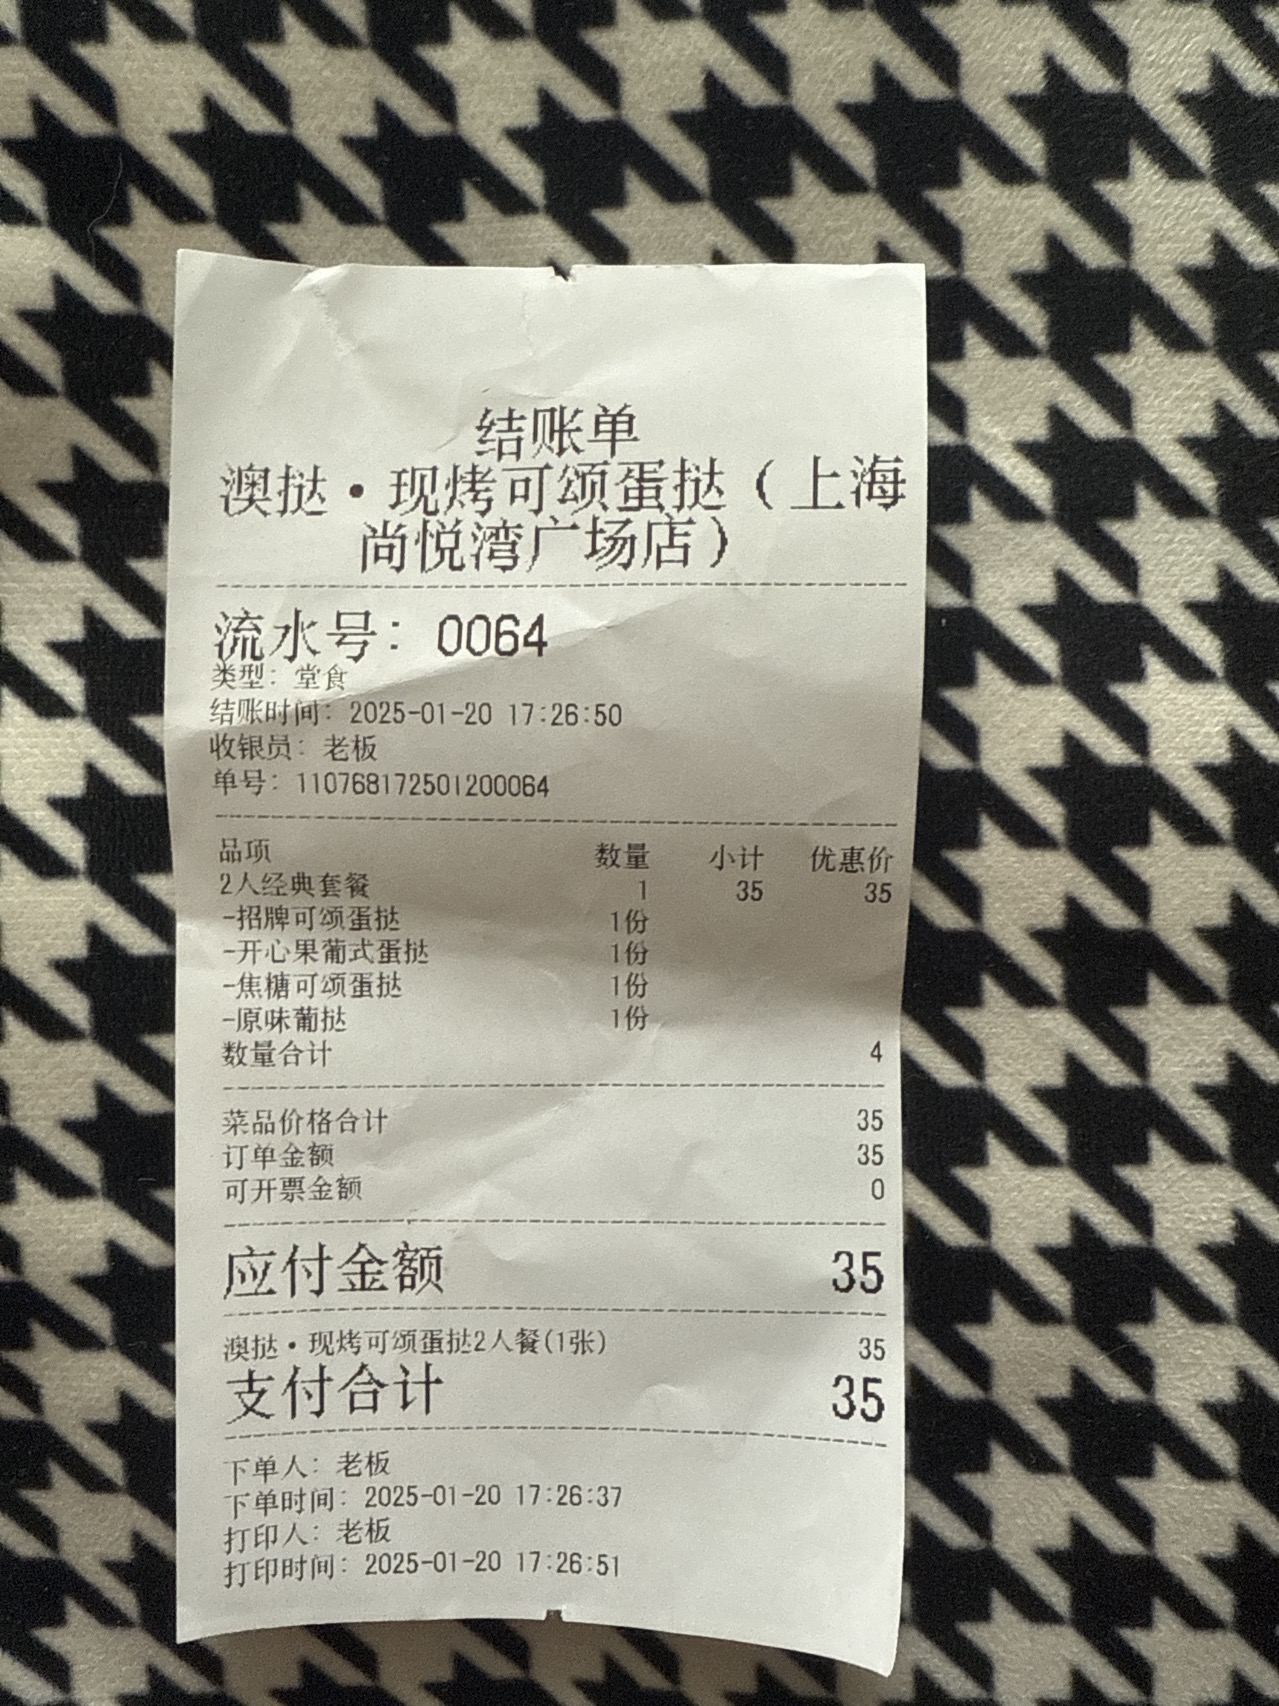 结账单
澳挞·现烤可颂蛋挞（上海
尚悦湾广场店）
流水号：0064
类型：堂食
结账时间：2025-01-20 17:26:50
收银员：老板
单号：110768172501200064
品项 数量 小计 优惠价
2人经典套餐 1 35 35
-招牌可颂蛋挞 1份
-开心果葡式蛋挞 1份
-焦糖可颂蛋挞 1份
-原味葡挞 1份
数量合计 4
菜品价格合计 35
订单金额 35
可开票金额 0
应付金额 35
澳挞·现烤可颂蛋挞2人餐(1张) 35
支付合计 35
下单人：老板
下单时间：2025-01-20 17:26:37
打印人：老板
打印时间：2025-01-20 17:26:51